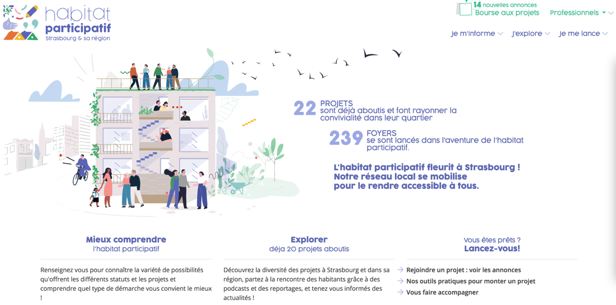 habitat
participatif
Strasbourg & sa région
14 nouvelles annonces
Bourse aux projets
Professionnels
Je m'informe
J'explore
Je me lance
22 PROJETS
sont déjà aboutis et font rayonner la
convivialité dans leur quartier
239 FOYERS
se sont lancés dans l'aventure de l'habitat
participatif.
L'habitat participatif fleurit à Strasbourg !
Notre réseau local se mobilise
pour le rendre accessible à tous.
Mieux comprendre
l'habitat participatif!
Renseignez vous pour connaître la variété de possibilités
qu'offrent les différents statuts et les projets et
comprendre quel type de démarche vous convient le mieux
!
Explorer
déja 20 projets aboutis
Découvrez la diversité des projets à Strasbourg et dans sa
région, partez à la rencontre des habitants grâce à des
podcasts et des reportages, et tenez vous informés des
actualités !
Vous êtes prêts ?
Lancez-vous!
Rejoindre un projet : voir les annonces
Nos outils pratiques pour monter un projet
Vous faire accompagner